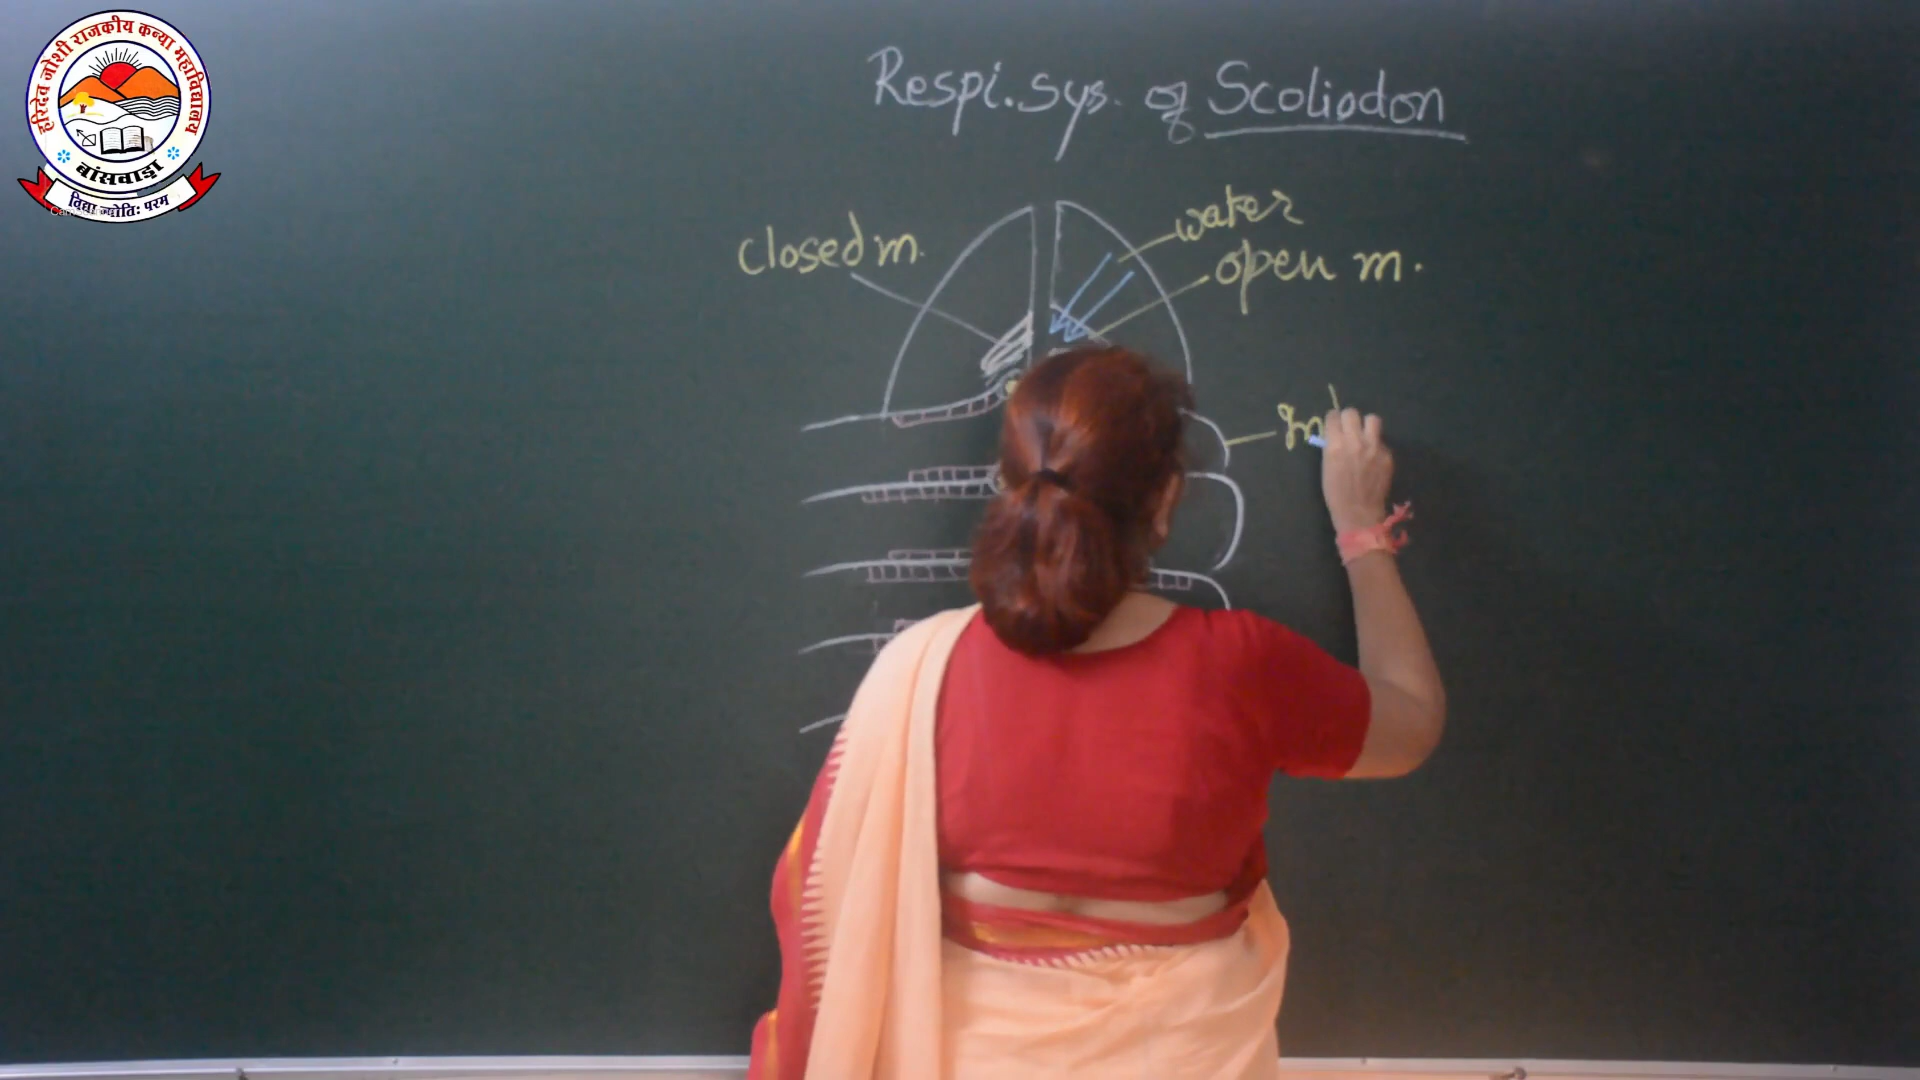 हरिदेव जोशी राजकीय कन्या महाविद्यालय
बांसवाड़ा
विद्या ज्योतिः परम
Respi. Sys. of Scoliodon
closed m.
water
open m.